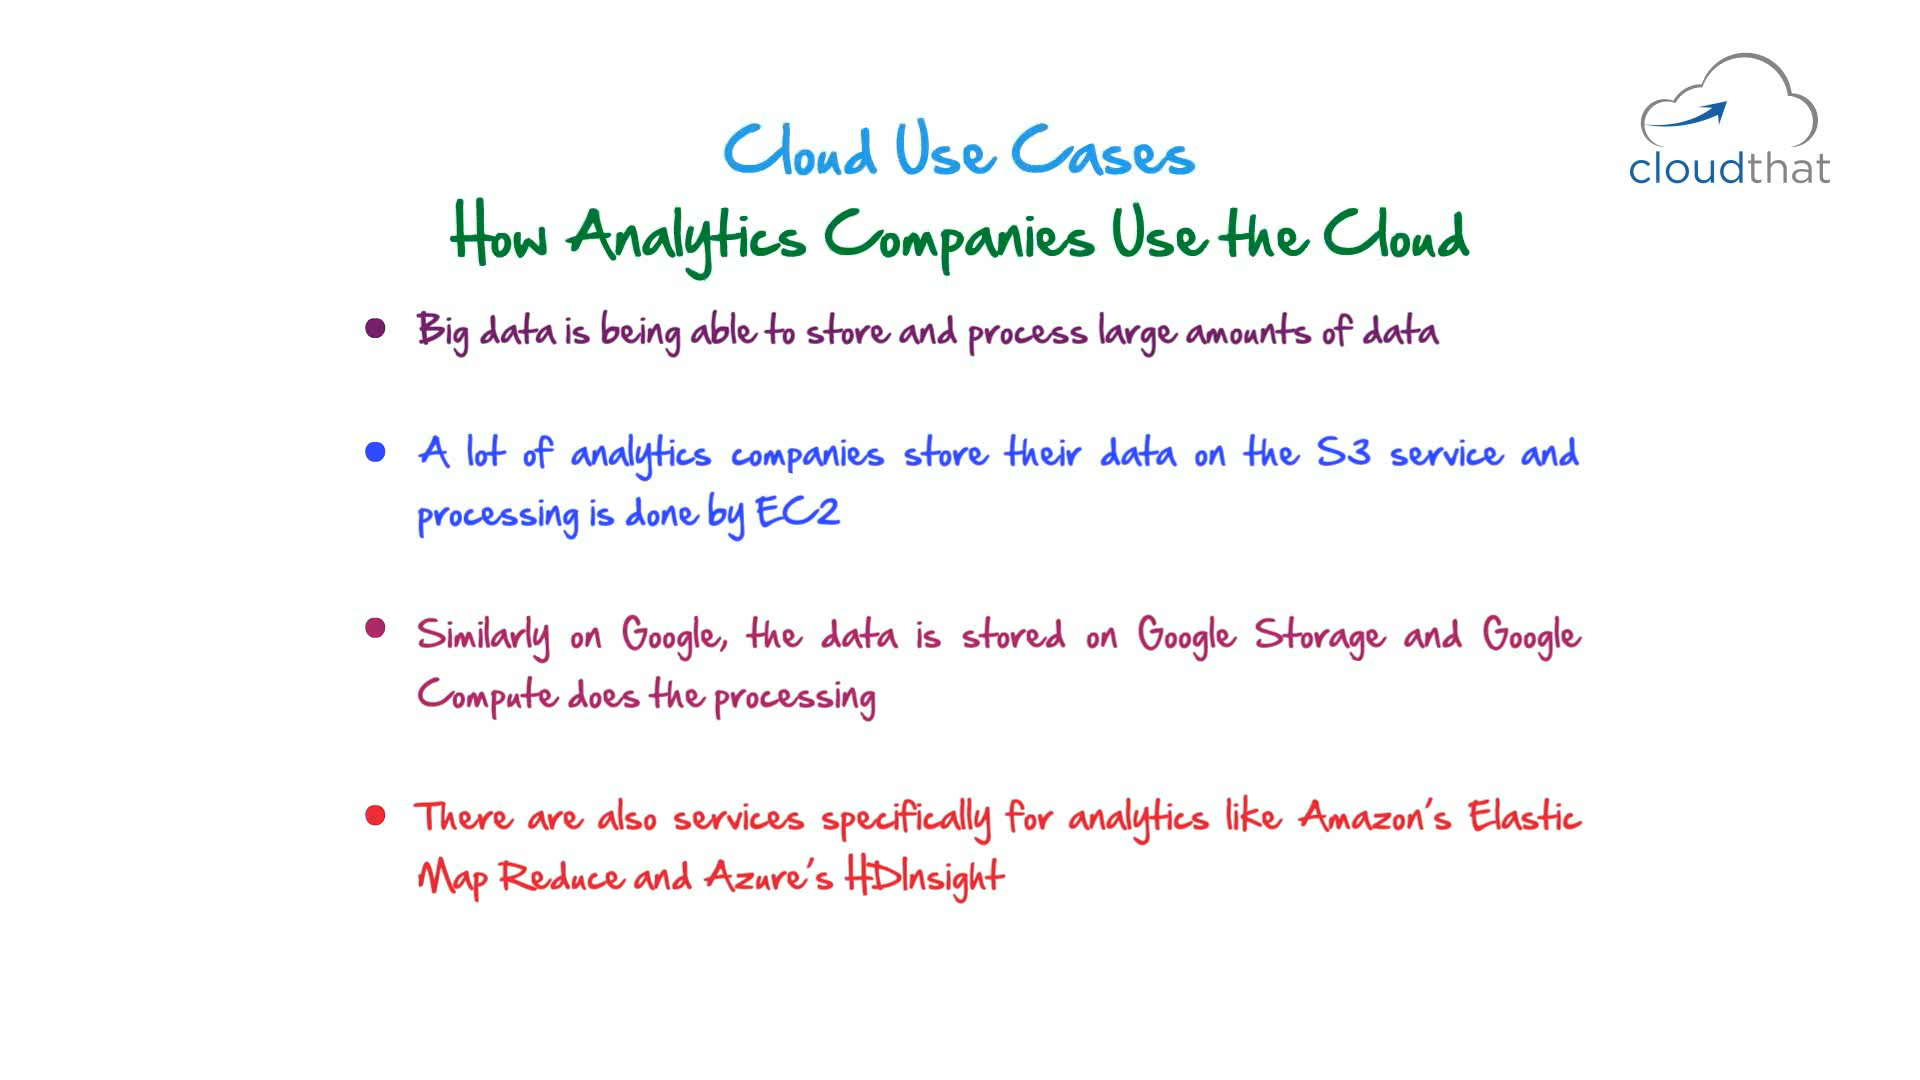 cloudthat
Cloud Use Cases
How Analytics Companies Use the Cloud
• Big data is being able to store and process large amounts of data
• A lot of analytics companies store their data on the S3 service and
processing is done by EC2
• Similarly on Google, the data is stored on Google Storage and Google
Compute does the processing
• There are also services specifically for analytics like Amazon's Elastic
Map Reduce and Azure's HDInsight